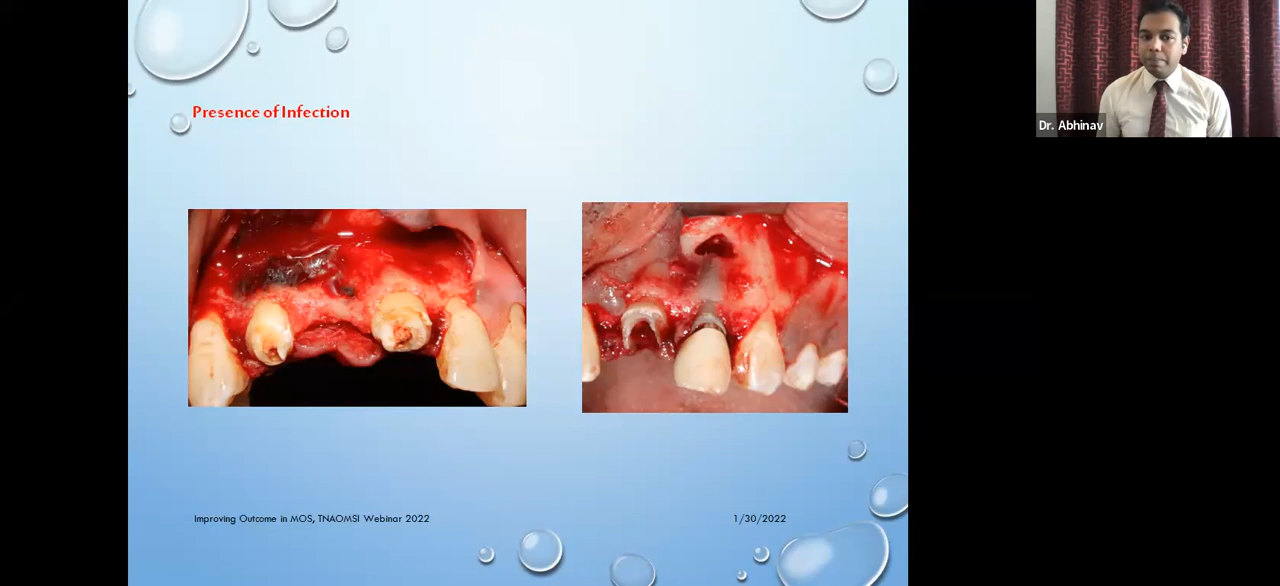 Presence of Infection
Dr. Abhinav
Improving Outcome in MOS, TNAOMSI Webinar 2022
1/30/2022